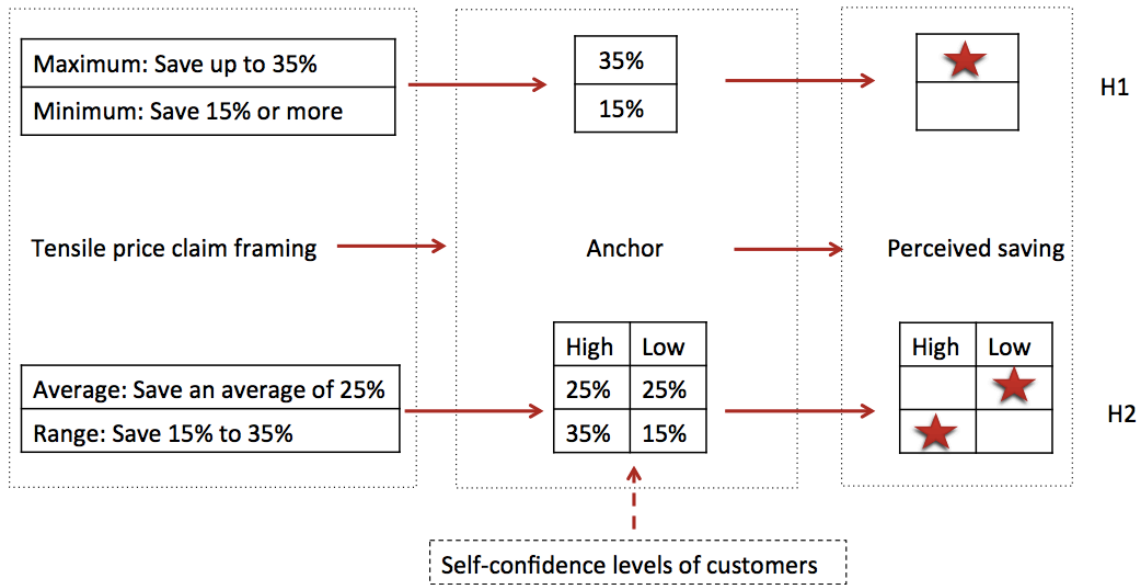 Maximum: Save up to 35%
Minimum: Save 15% or more
35%
15%
H1
Tensile price claim framing
Anchor
Perceived saving
Average: Save an average of 25%
Range: Save 15% to 35%
High Low
25% 25%
35% 15%
High Low
H2
Self-confidence levels of customers